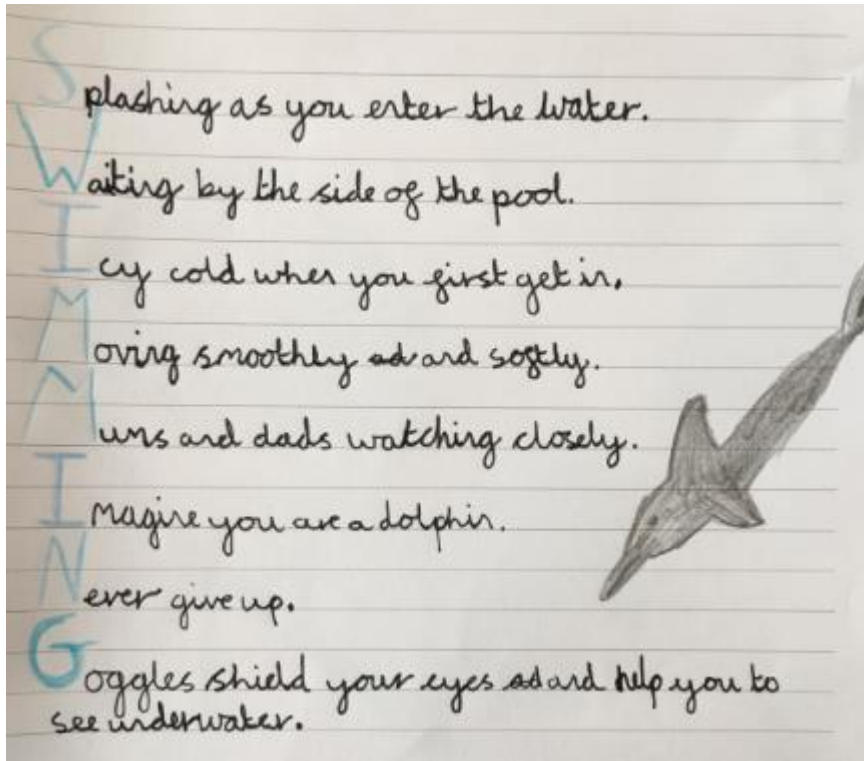 Splashing as you enter the water.
Waiting by the side of the pool.
Icy cold when you first get in.
Moving smoothly ad and softly.
Mums and dads watching closely.
Imagine you are a dolphin.
Never give up.
Goggles shield your eyes ad and help you to
see underwater.